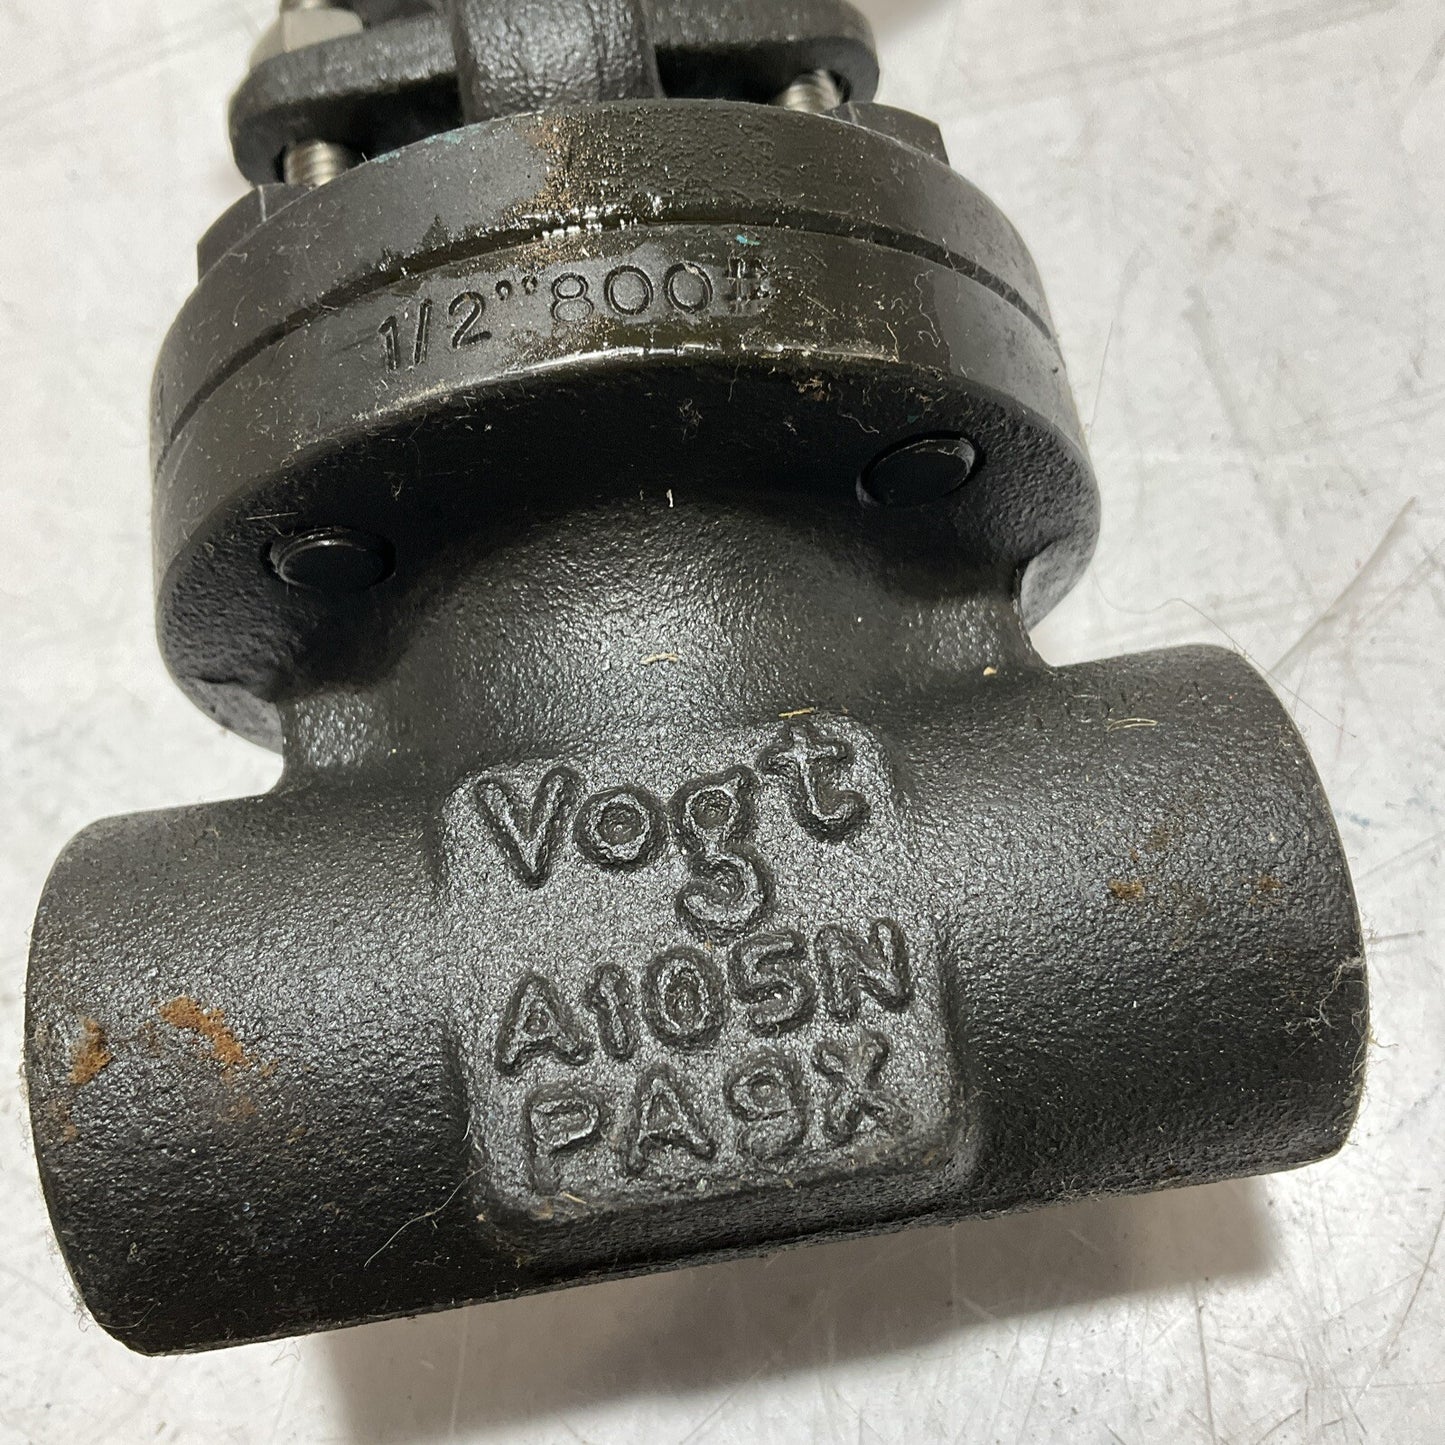 1/2"800#
Vogt
A105N
PA9X